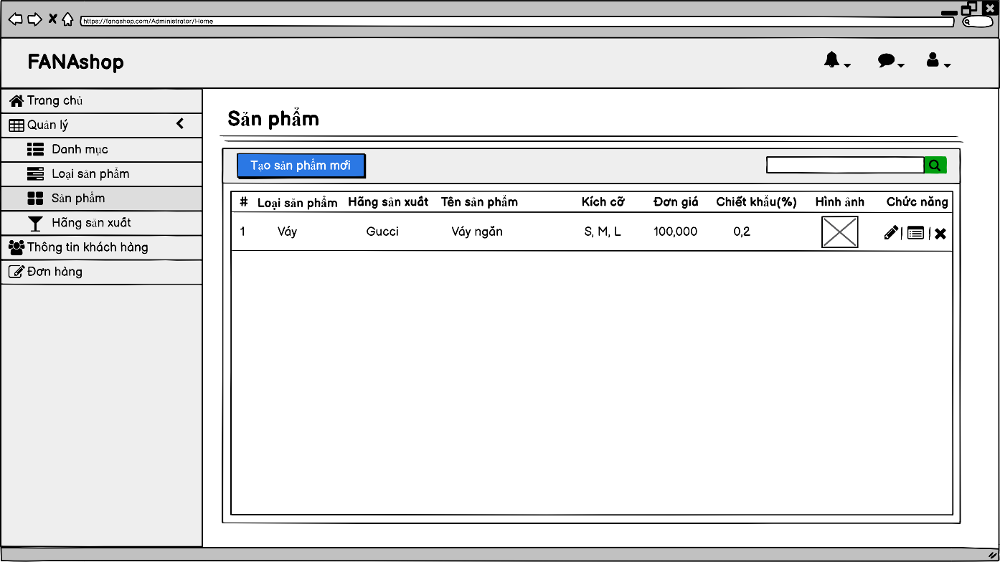 https://fanashop.com/Administrator/Home
FANAshop
Trang chủ
Quản lý
Danh mục
Loại sản phẩm
Sản phẩm
Hãng sản xuất
Thông tin khách hàng
Đơn hàng
Sản phẩm
Tạo sản phẩm mới
# Loại sản phẩm Hãng sản xuất Tên sản phẩm Kích cỡ Đơn giá Chiết khẩu(%) Hình ảnh Chức năng
1 Váy Gucci Váy ngắn S, M, L 100,000 0,2